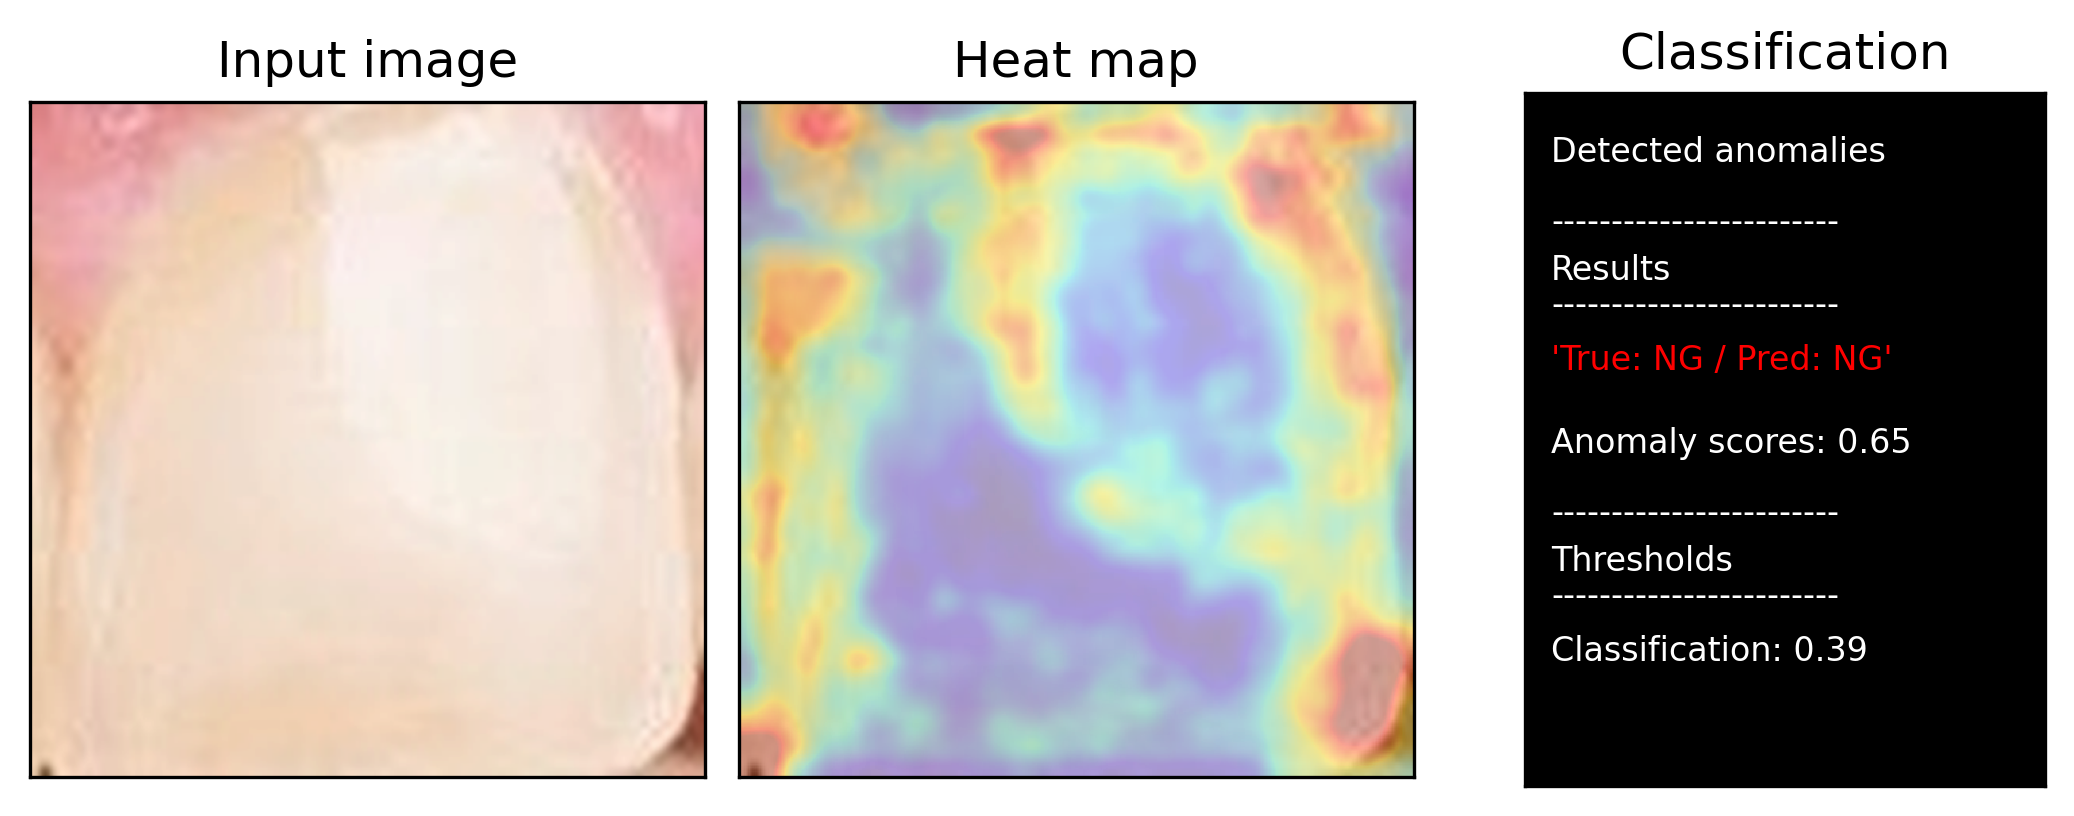 Input image
Heat map
Classification
Detected anomalies
------------------------
Results
------------------------
'True: NG / Pred: NG'
Anomaly scores: 0.65
------------------------
Thresholds
------------------------
Classification: 0.39